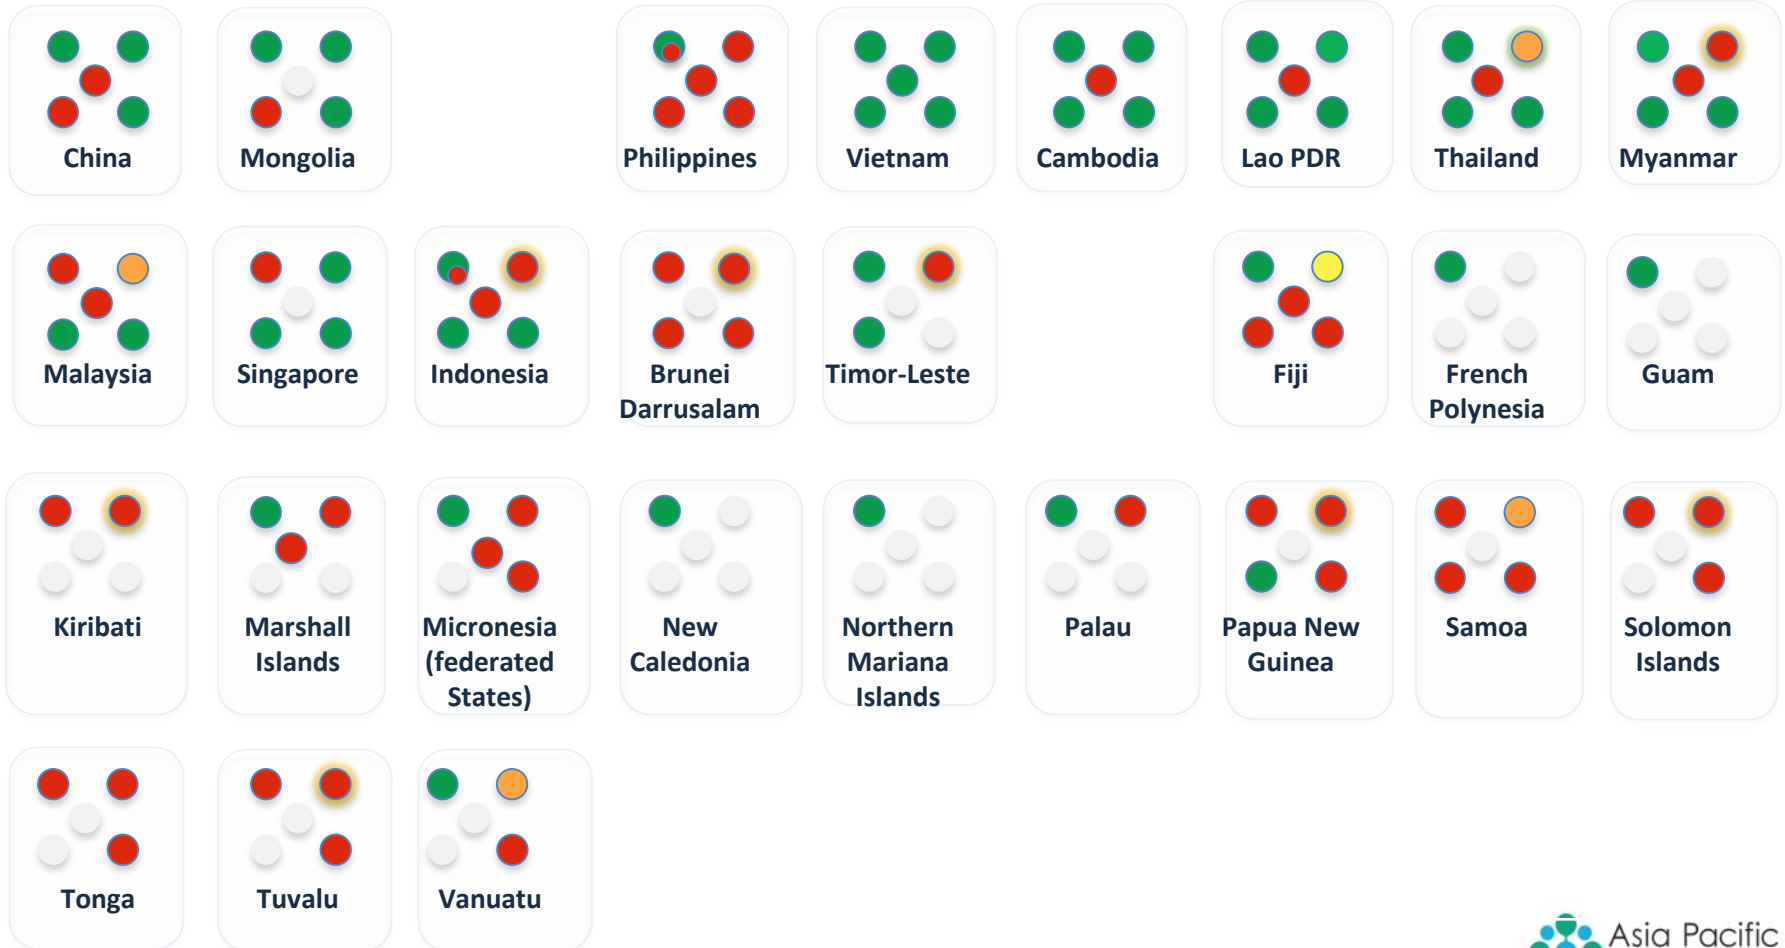 China
Mongolia
Philippines
Vietnam
Cambodia
Lao PDR
Thailand
Myanmar
Malaysia
Singapore
Indonesia
Brunei
Darrusalam
Timor-Leste
Fiji
French
Polynesia
Guam
Kiribati
Marshall
Islands
Micronesia
(federated
States)
New
Caledonia
Northern
Mariana
Islands
Palau
Papua New
Guinea
Samoa
Solomon
Islands
Tonga
Tuvalu
Vanuatu
Asia Pacific